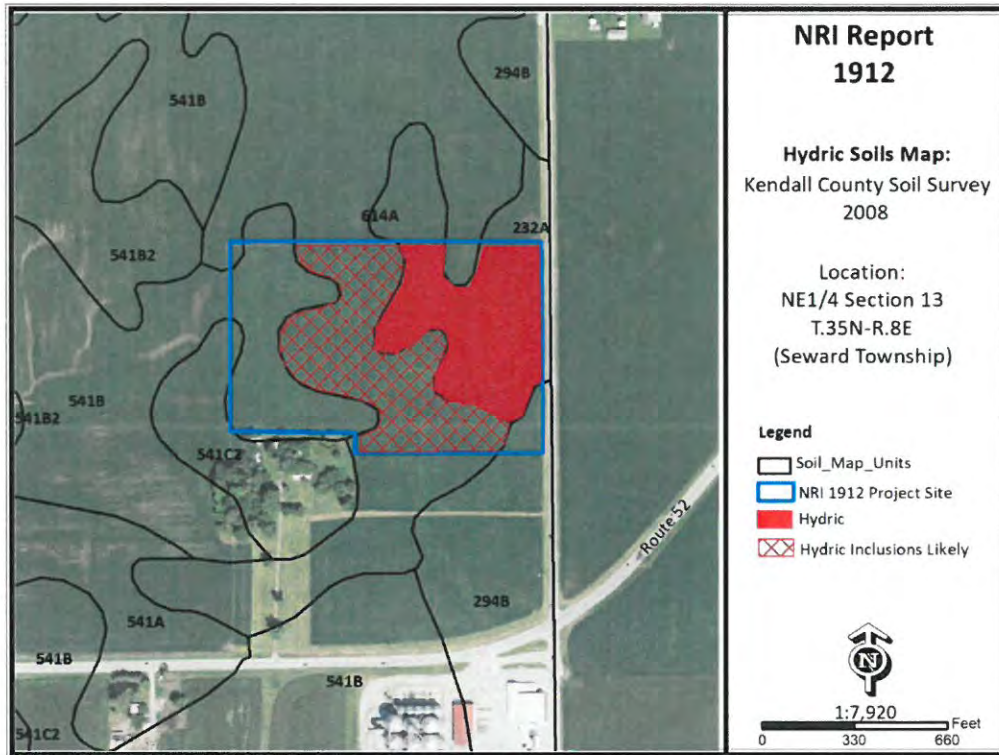 294B
541B
614A
232A
541B2
541B
541B2
541C2
Route 52
294B
541A
541B
541B
541C2
NRI Report
1912
Hydric Soils Map:
Kendall County Soil Survey
2008
Location:
NE1/4 Section 13
T.35N-R.8E
(Seward Township)
Legend
Soil_Map_Units
NRI 1912 Project Site
Hydric
Hydric Inclusions Likely
N
1:7,920
Feet
0 330 660